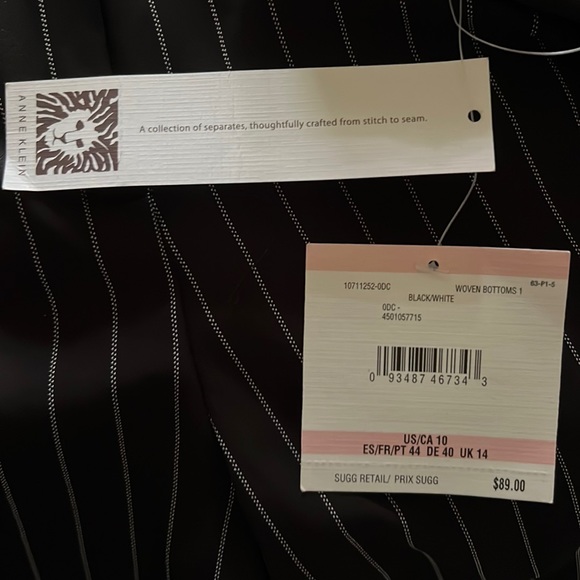 ANNE KLEIN
A collection of separates, thoughtfully crafted from stitch to seam.
10711252-0DC WOVEN BOTTOMS 1 63-P1-5
BLACK/WHITE
0DC -
4501057715
0 93487 46734 3
US/CA 10
ES/FR/PT 44 DE 40 UK 14
SUGG RETAIL/ PRIX SUGG $89.00